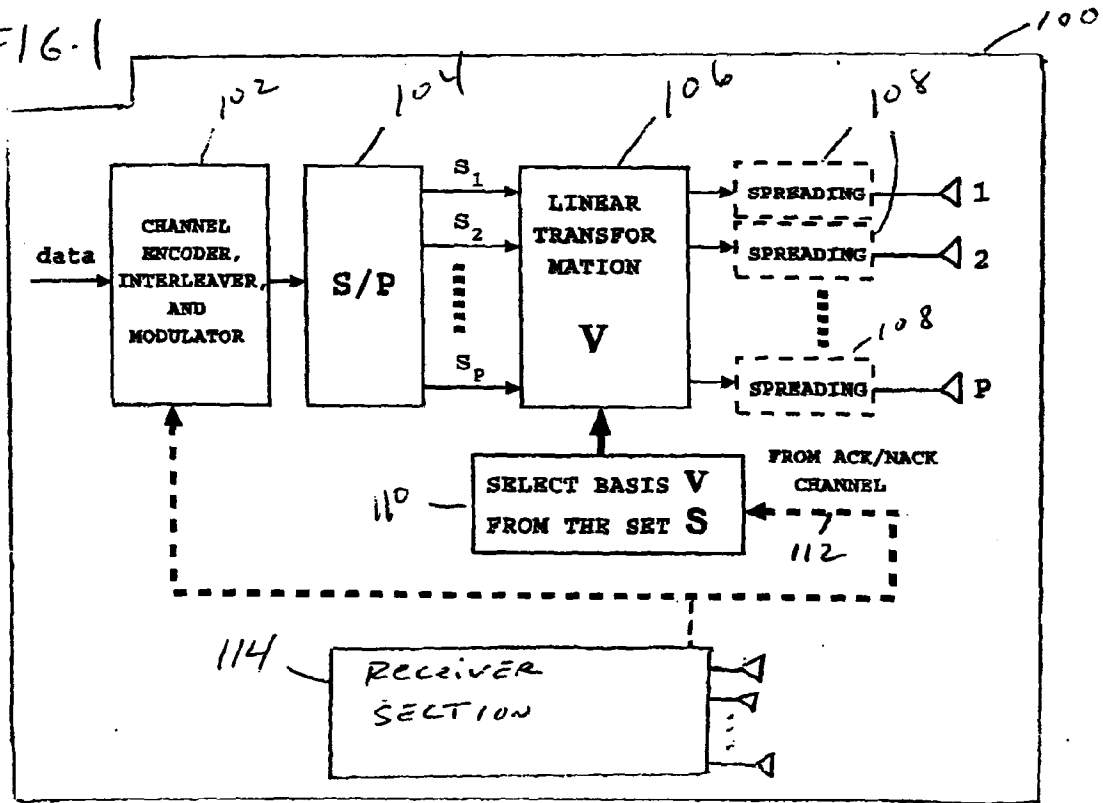 FIG.1
100
102
104
106
108
data
CHANNEL
ENCODER,
INTERLEAVER,
AND
MODULATOR
S/P
S1
S2
Sp
LINEAR
TRANSFOR
MATION
V
SPREADING
1
SPREADING
2
108
SPREADING
P
110
SELECT BASIS V
FROM THE SET S
FROM ACK/NACK
CHANNEL
112
114
RECEIVER
SECTION